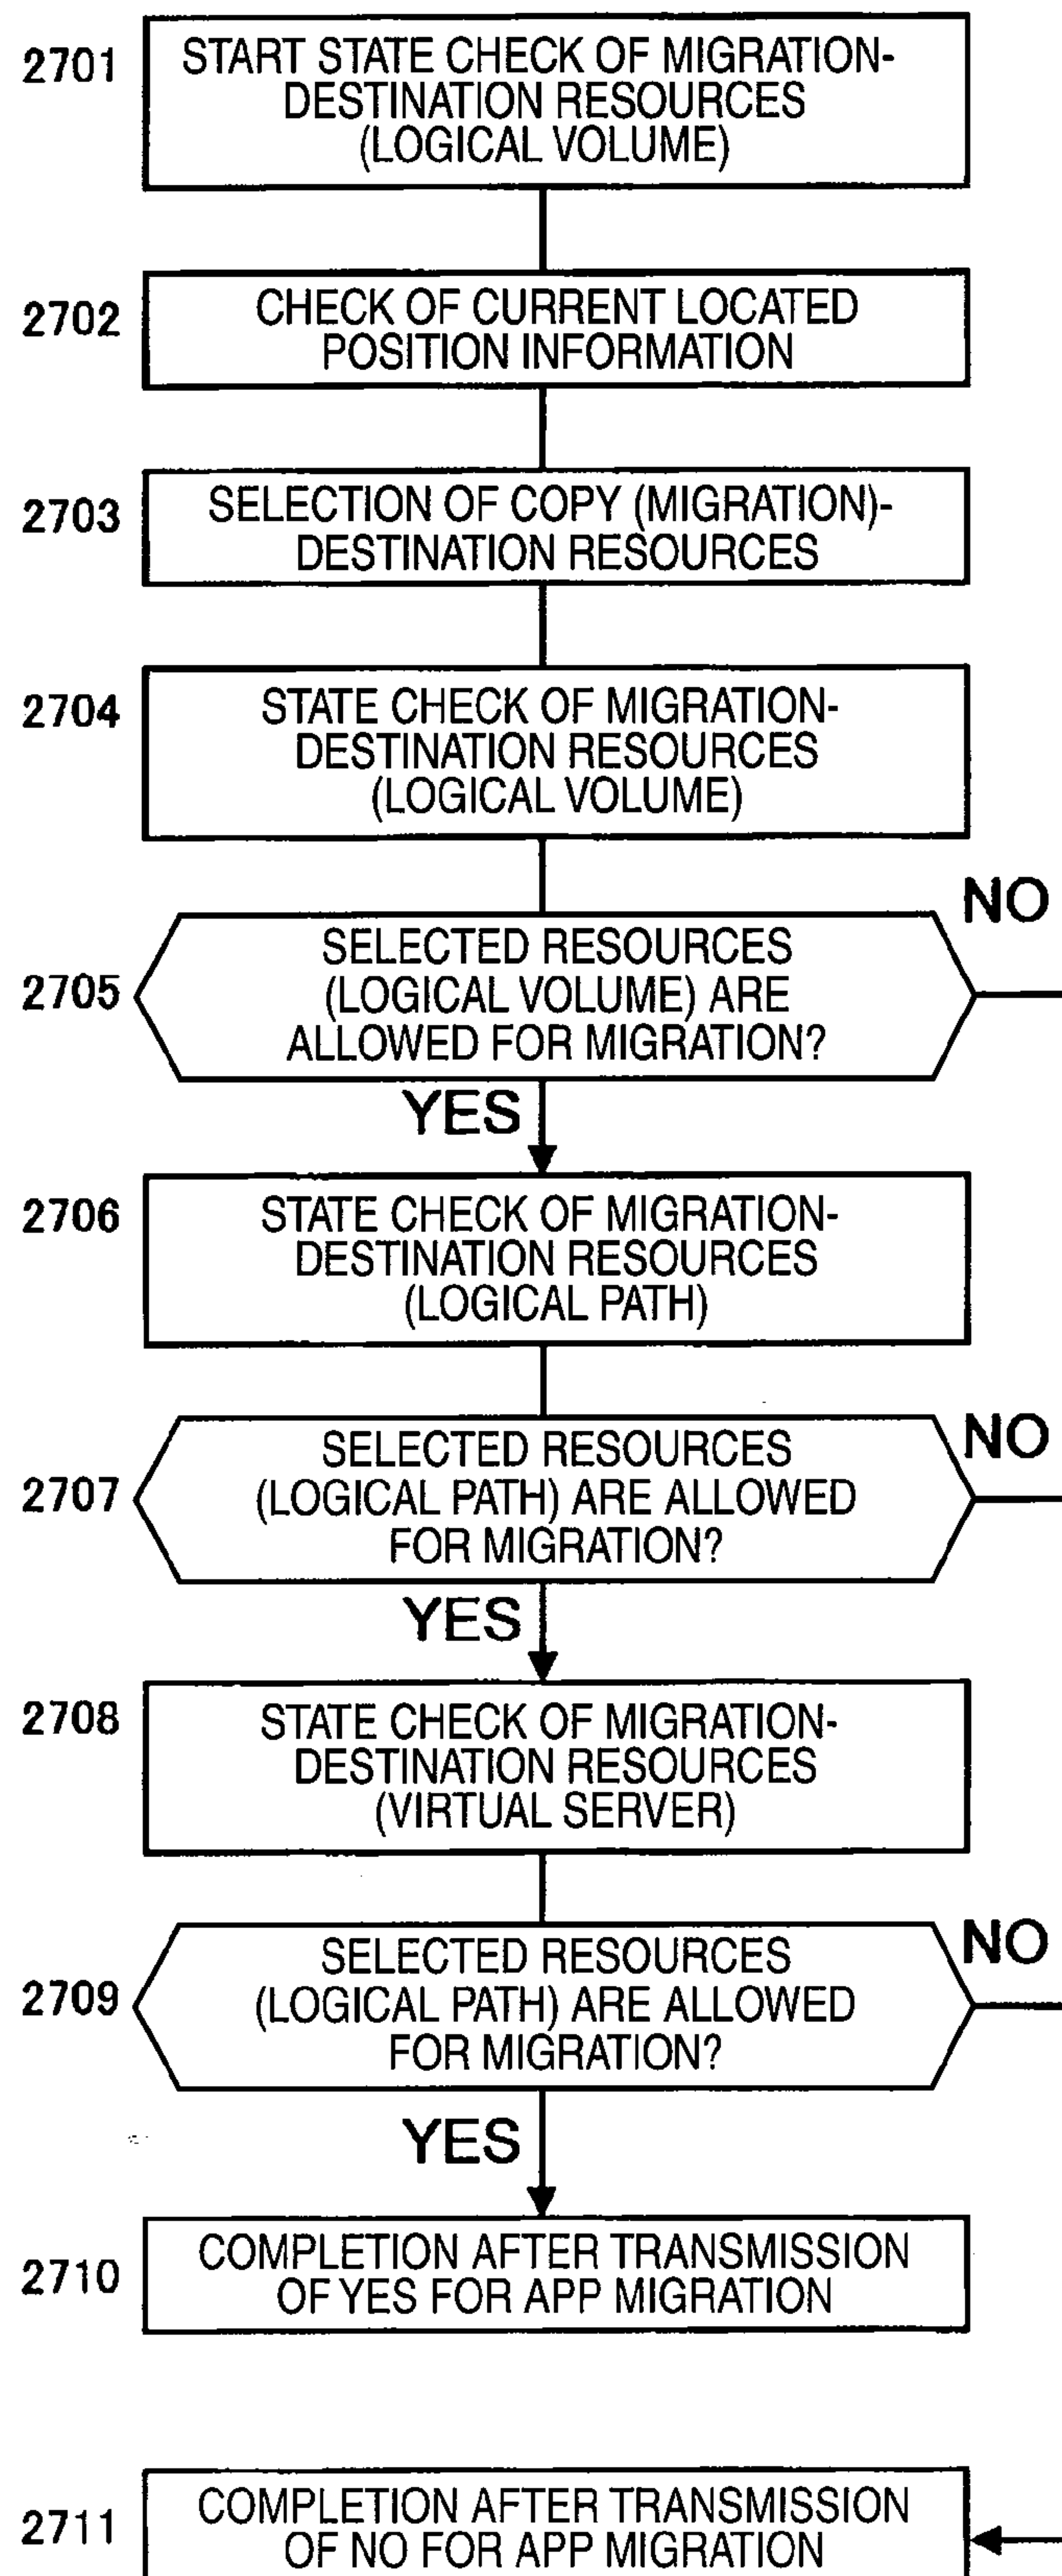 2701
START STATE CHECK OF MIGRATION-
DESTINATION RESOURCES
(LOGICAL VOLUME)
2702
CHECK OF CURRENT LOCATED
POSITION INFORMATION
2703
SELECTION OF COPY (MIGRATION)-
DESTINATION RESOURCES
2704
STATE CHECK OF MIGRATION-
DESTINATION RESOURCES
(LOGICAL VOLUME)
NO
2705
SELECTED RESOURCES
(LOGICAL VOLUME) ARE
ALLOWED FOR MIGRATION?
YES
2706
STATE CHECK OF MIGRATION-
DESTINATION RESOURCES
(LOGICAL PATH)
NO
2707
SELECTED RESOURCES
(LOGICAL PATH) ARE ALLOWED
FOR MIGRATION?
YES
2708
STATE CHECK OF MIGRATION-
DESTINATION RESOURCES
(VIRTUAL SERVER)
NO
2709
SELECTED RESOURCES
(LOGICAL PATH) ARE ALLOWED
FOR MIGRATION?
YES
2710
COMPLETION AFTER TRANSMISSION
OF YES FOR APP MIGRATION
2711
COMPLETION AFTER TRANSMISSION
OF NO FOR APP MIGRATION